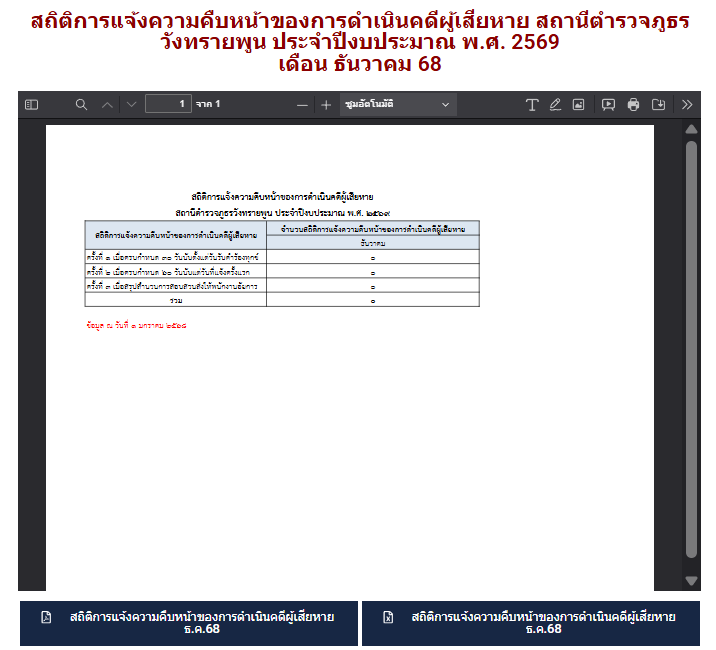 สถิติการแจ้งความคืบหน้าของการดำเนินคดีผู้เสียหาย สถานีตำรวจภูธร
วังทรายพูน ประจำปีงบประมาณ พ.ศ. 2569
เดือน ธันวาคม 68
1 จาก 1
ซูมอัตโนมัติ
สถิติการแจ้งความคืบหน้าของการดำเนินคดีผู้เสียหาย
สถานีตำรวจภูธรวังทรายพูน ประจำปีงบประมาณ พ.ศ. ๒๕๖๙
สถิติการแจ้งความคืบหน้าของการดำเนินคดีผู้เสียหาย
จำนวนสถิติการแจ้งความคืบหน้าของการดำเนินคดีผู้เสียหาย
ธันวาคม
ครั้งที่ ๑ เมื่อครบกำหนด ๓๐ วันนับตั้งแต่วันรับคำร้องทุกข์ ๐
ครั้งที่ ๒ เมื่อครบกำหนด ๒๐ วันนับแต่วันที่แจ้งครั้งแรก ๐
ครั้งที่ ๓ เมื่อสรุปสำนวนการสอบสวนส่งให้พนักงานอัยการ ๐
รวม ๐
ข้อมูล ณ วันที่ ๑ มกราคม ๒๕๖๘
สถิติการแจ้งความคืบหน้าของการดำเนินคดีผู้เสียหาย
ธ.ค.68
สถิติการแจ้งความคืบหน้าของการดำเนินคดีผู้เสียหาย
ธ.ค.68